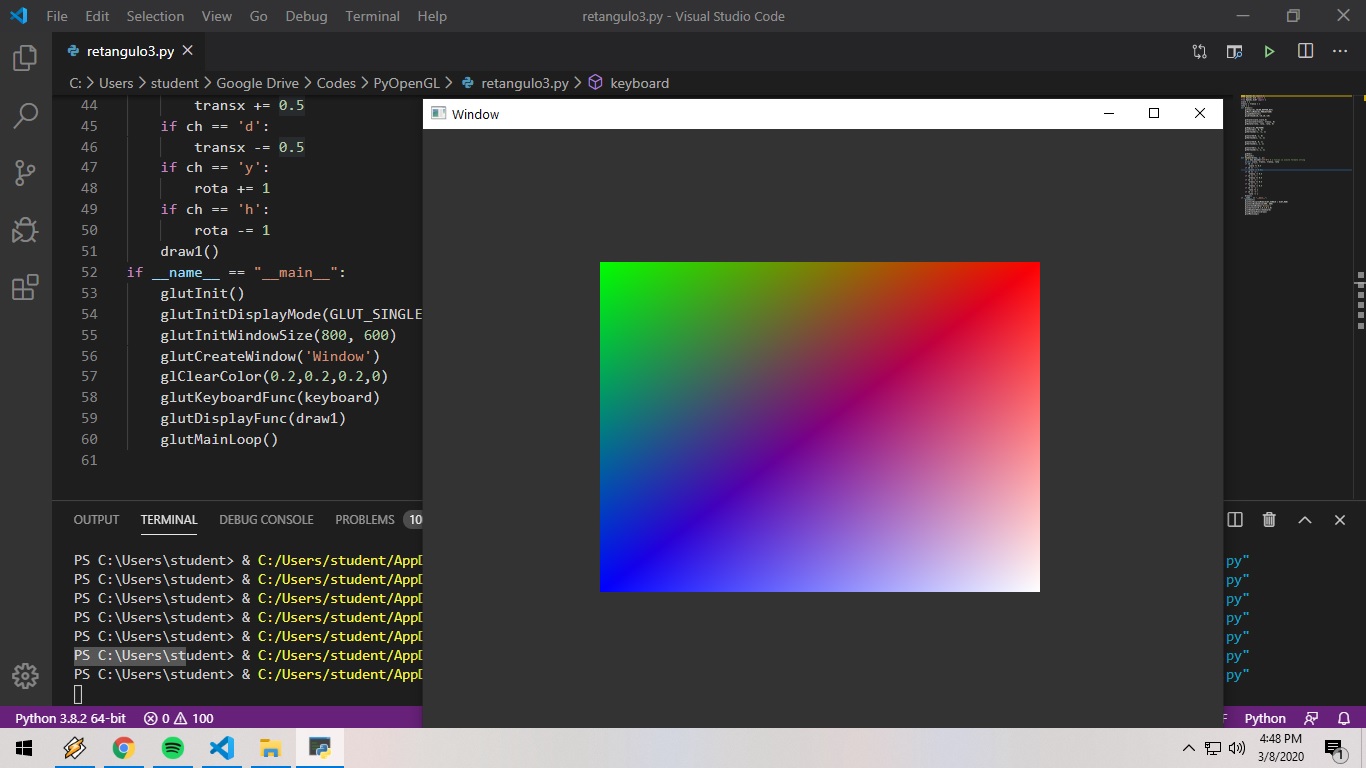 File Edit Selection View Go Debug Terminal Help retangulo3.py - Visual Studio Code
retangulo3.py
C: > Users > student > Google Drive > Codes > PyOpenGL > retangulo3.py > keyboard
44 transx += 0.5
45 if ch == 'd':
46 transx -= 0.5
47 if ch == 'y':
48 rota += 1
49 if ch == 'h':
50 rota -= 1
51 draw1()
52 if __name__ == "__main__":
53 glutInit()
54 glutInitDisplayMode(GLUT_SINGLE
55 glutInitWindowSize(800, 600)
56 glutCreateWindow('Window')
57 glClearColor(0.2,0.2,0.2,0)
58 glutKeyboardFunc(keyboard)
59 glutDisplayFunc(draw1)
60 glutMainLoop()
61
Window
OUTPUT TERMINAL DEBUG CONSOLE PROBLEMS 10
PS C:\Users\student> & C:/Users/student/AppD py"
PS C:\Users\student> & C:/Users/student/AppD py"
PS C:\Users\student> & C:/Users/student/AppD py"
PS C:\Users\student> & C:/Users/student/AppD py"
PS C:\Users\student> & C:/Users/student/AppD py"
PS C:\Users\student> & C:/Users/student/AppD py"
PS C:\Users\student> & C:/Users/student/AppD py"
Python 3.8.2 64-bit 0 100 F Python
4:48 PM
3/8/2020
1